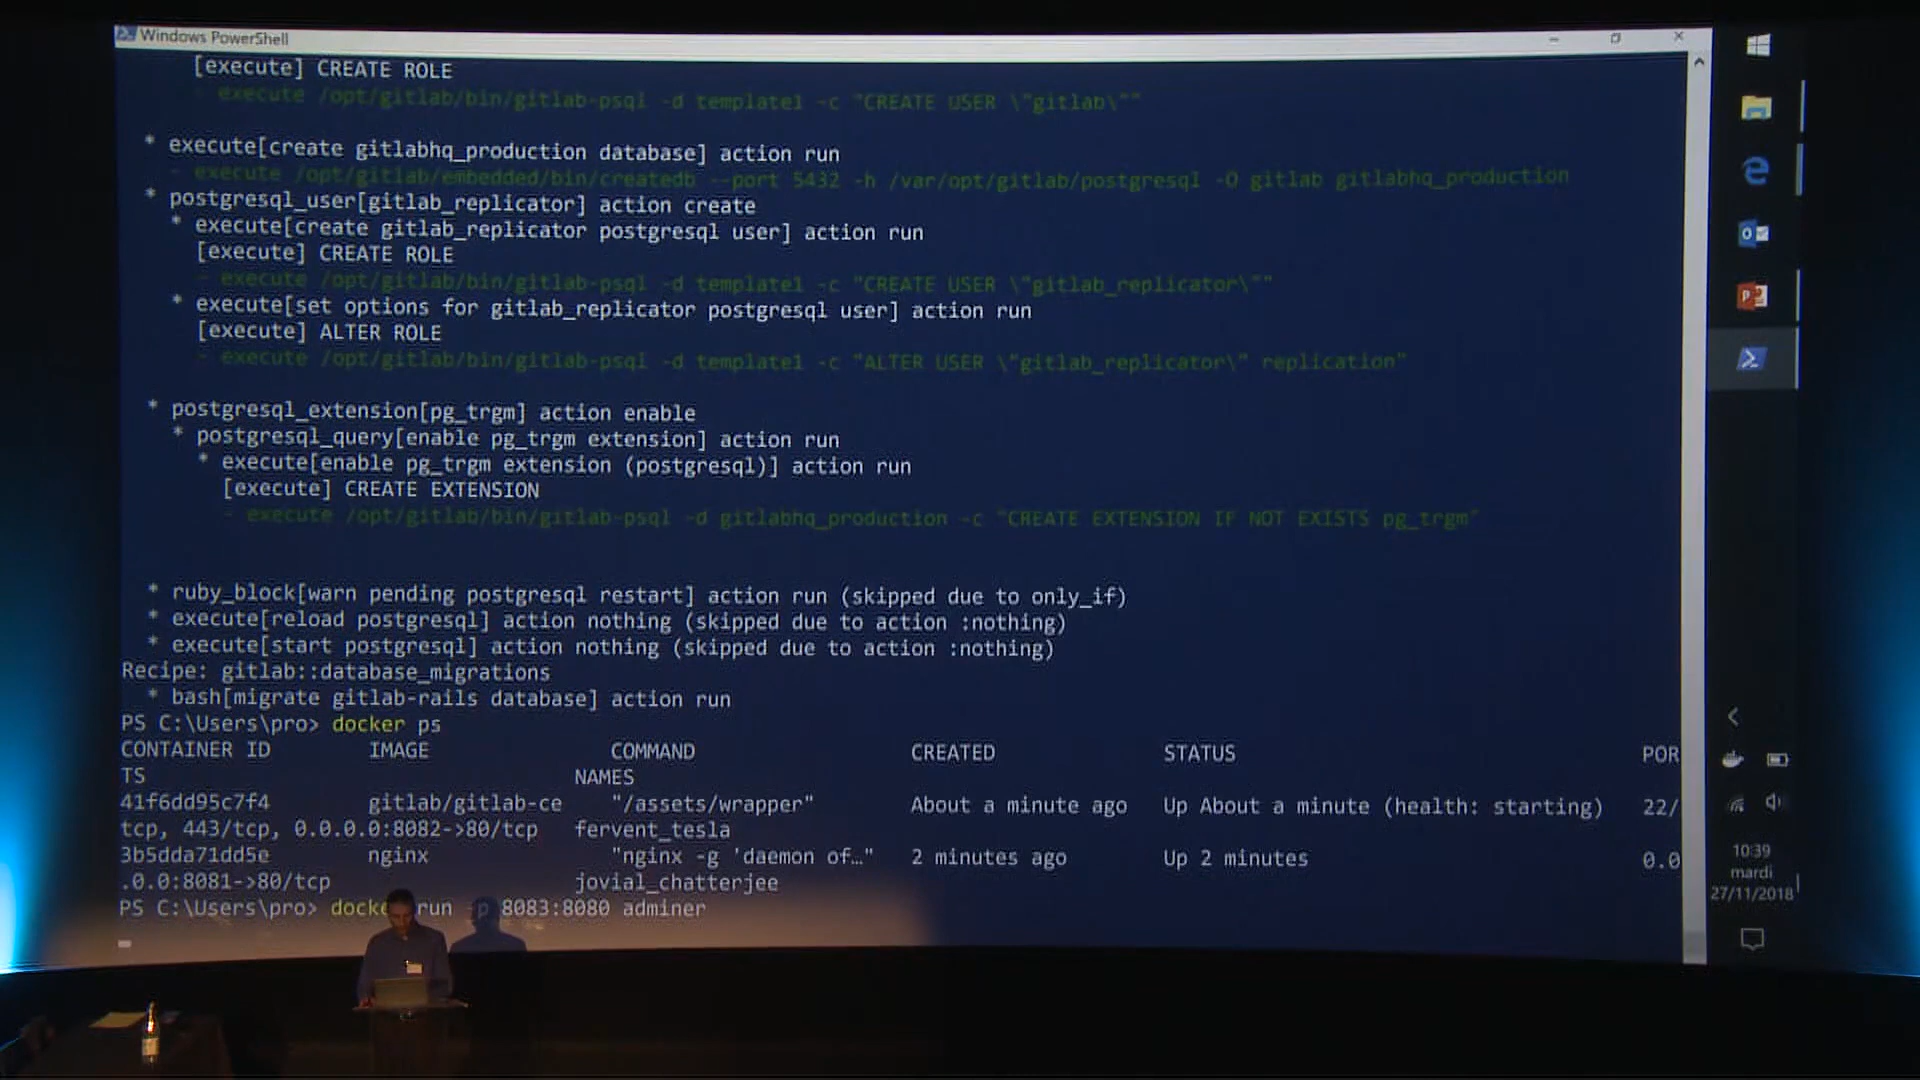 Windows PowerShell
[execute] CREATE ROLE
- execute /opt/gitlab/bin/gitlab-psql -d template1 -c "CREATE USER \"gitlab\""
* execute[create gitlabhq_production database] action run
- execute /opt/gitlab/embedded/bin/createdb --port 5432 -h /var/opt/gitlab/postgresql -O gitlab gitlabhq_production
* postgresql_user[gitlab_replicator] action create
* execute[create gitlab_replicator postgresql user] action run
[execute] CREATE ROLE
- execute /opt/gitlab/bin/gitlab-psql -d template1 -c "CREATE USER \"gitlab_replicator\""
* execute[set options for gitlab_replicator postgresql user] action run
[execute] ALTER ROLE
- execute /opt/gitlab/bin/gitlab-psql -d template1 -c "ALTER USER \"gitlab_replicator\" replication"
* postgresql_extension[pg_trgm] action enable
* postgresql_query[enable pg_trgm extension] action run
* execute[enable pg_trgm extension (postgresql)] action run
[execute] CREATE EXTENSION
- execute /opt/gitlab/bin/gitlab-psql -d gitlabhq_production -c "CREATE EXTENSION IF NOT EXISTS pg_trgm"
* ruby_block[warn pending postgresql restart] action run (skipped due to only_if)
* execute[reload postgresql] action nothing (skipped due to action :nothing)
* execute[start postgresql] action nothing (skipped due to action :nothing)
Recipe: gitlab::database_migrations
* bash[migrate gitlab-rails database] action run
PS C:\Users\pro> docker ps
CONTAINER ID IMAGE COMMAND CREATED STATUS POR
TS NAMES
41f6dd95c7f4 gitlab/gitlab-ce "/assets/wrapper" About a minute ago Up About a minute (health: starting) 22/
tcp, 443/tcp, 0.0.0.0:8082->80/tcp fervent_tesla
3b5dda71dd5e nginx "nginx -g 'daemon of…" 2 minutes ago Up 2 minutes 0.0
.0.0:8081->80/tcp jovial_chatterjee
PS C:\Users\pro> docker run -p 8083:8080 adminer
10:39
mardi
27/11/2018